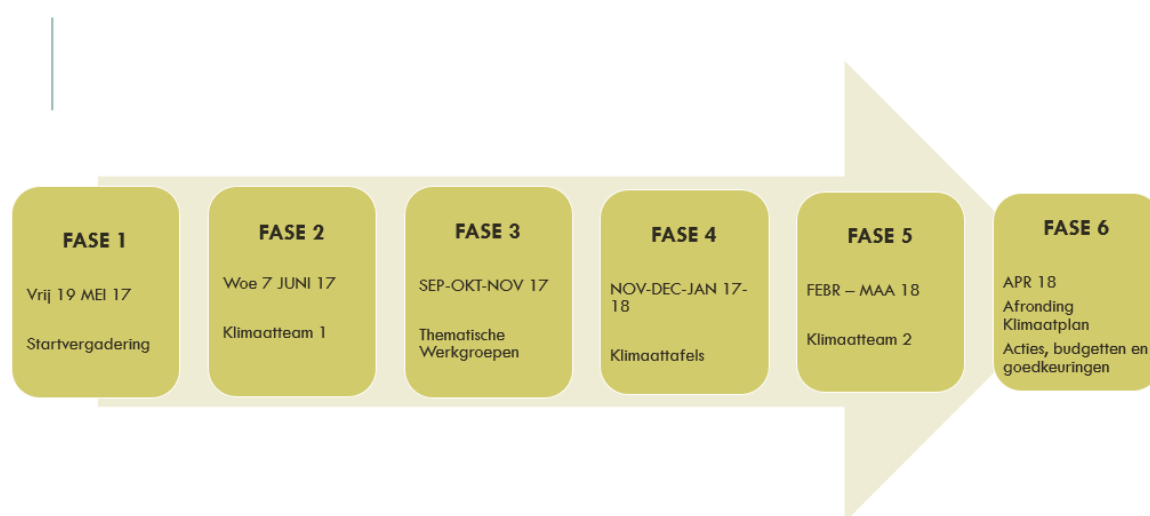 FASE 1
Vrij 19 MEI 17
Startvergadering
FASE 2
Woe 7 JUNI 17
Klimaatteam 1
FASE 3
SEP-OKT-NOV 17
Thematische
Werkgroepen
FASE 4
NOV-DEC-JAN 17-
18
Klimaattafels
FASE 5
FEBR – MAA 18
Klimaatteam 2
FASE 6
APR 18
Afronding
Klimaatplan
Acties, budgetten en
goedkeuringen